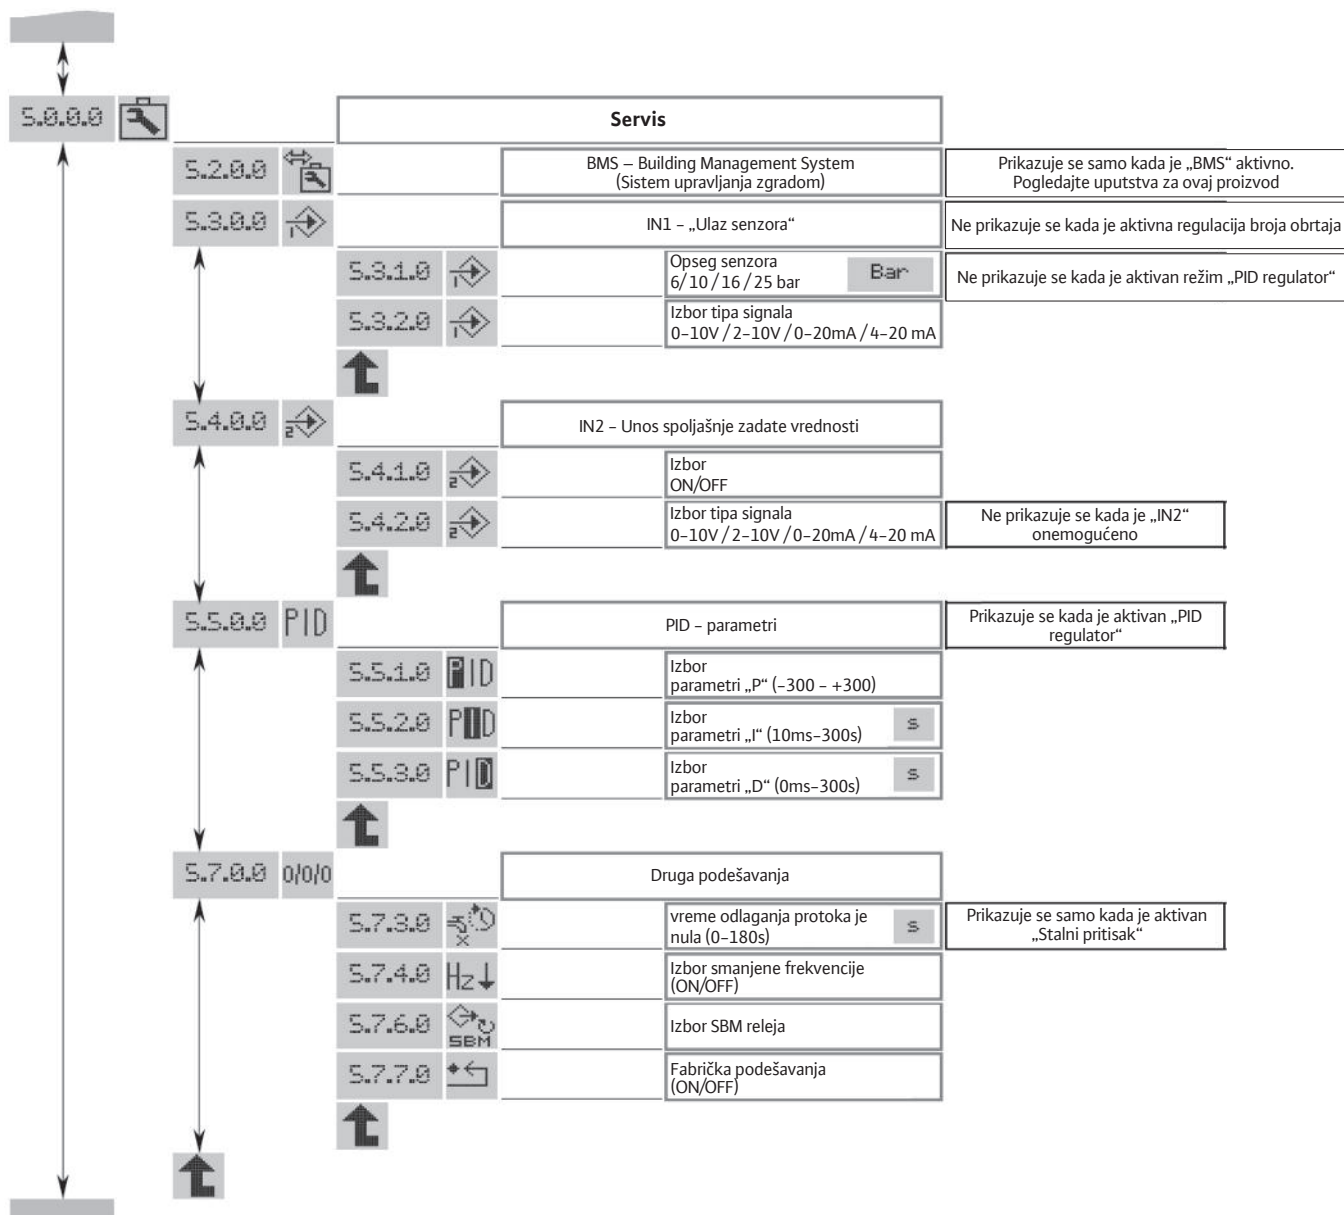 5.0.0.0
Servis
5.2.0.0
BMS – Building Management System
(Sistem upravljanja zgradom)
Prikazuje se samo kada je „BMS“ aktivno.
Pogledajte uputstva za ovaj proizvod
5.3.0.0 1
IN1 – „Ulaz senzora“
Ne prikazuje se kada je aktivna regulacija broja obrtaja
5.3.1.0 1
Opseg senzora
6/ 10 / 16 / 25 bar
Bar
Ne prikazuje se kada je aktivan režim „PID regulator“
5.3.2.0 1
Izbor tipa signala
0–10V / 2–10V / 0–20mA / 4–20 mA
5.4.0.0 2
IN2 – Unos spoljašnje zadate vrednosti
5.4.1.0 2
Izbor
ON/OFF
5.4.2.0 2
Izbor tipa signala
0–10V / 2–10V / 0–20mA / 4–20 mA
Ne prikazuje se kada je „IN2“
onemogućeno
5.5.0.0 PID
PID – parametri
Prikazuje se kada je aktivan „PID
regulator“
5.5.1.0 PID
Izbor
parametri „P“ (–300 – +300)
5.5.2.0 PID
Izbor
parametri „I“ (10ms–300s)
s
5.5.3.0 PID
Izbor
parametri „D“ (0ms–300s)
s
5.7.0.0 0/0/0
Druga podešavanja
5.7.3.0
vreme odlaganja protoka je
nula (0–180s)
s
Prikazuje se samo kada je aktivan
„Stalni pritisak“
5.7.4.0 Hz
Izbor smanjene frekvencije
(ON/OFF)
5.7.6.0 SBM
Izbor SBM releja
5.7.7.0
Fabrička podešavanja
(ON/OFF)